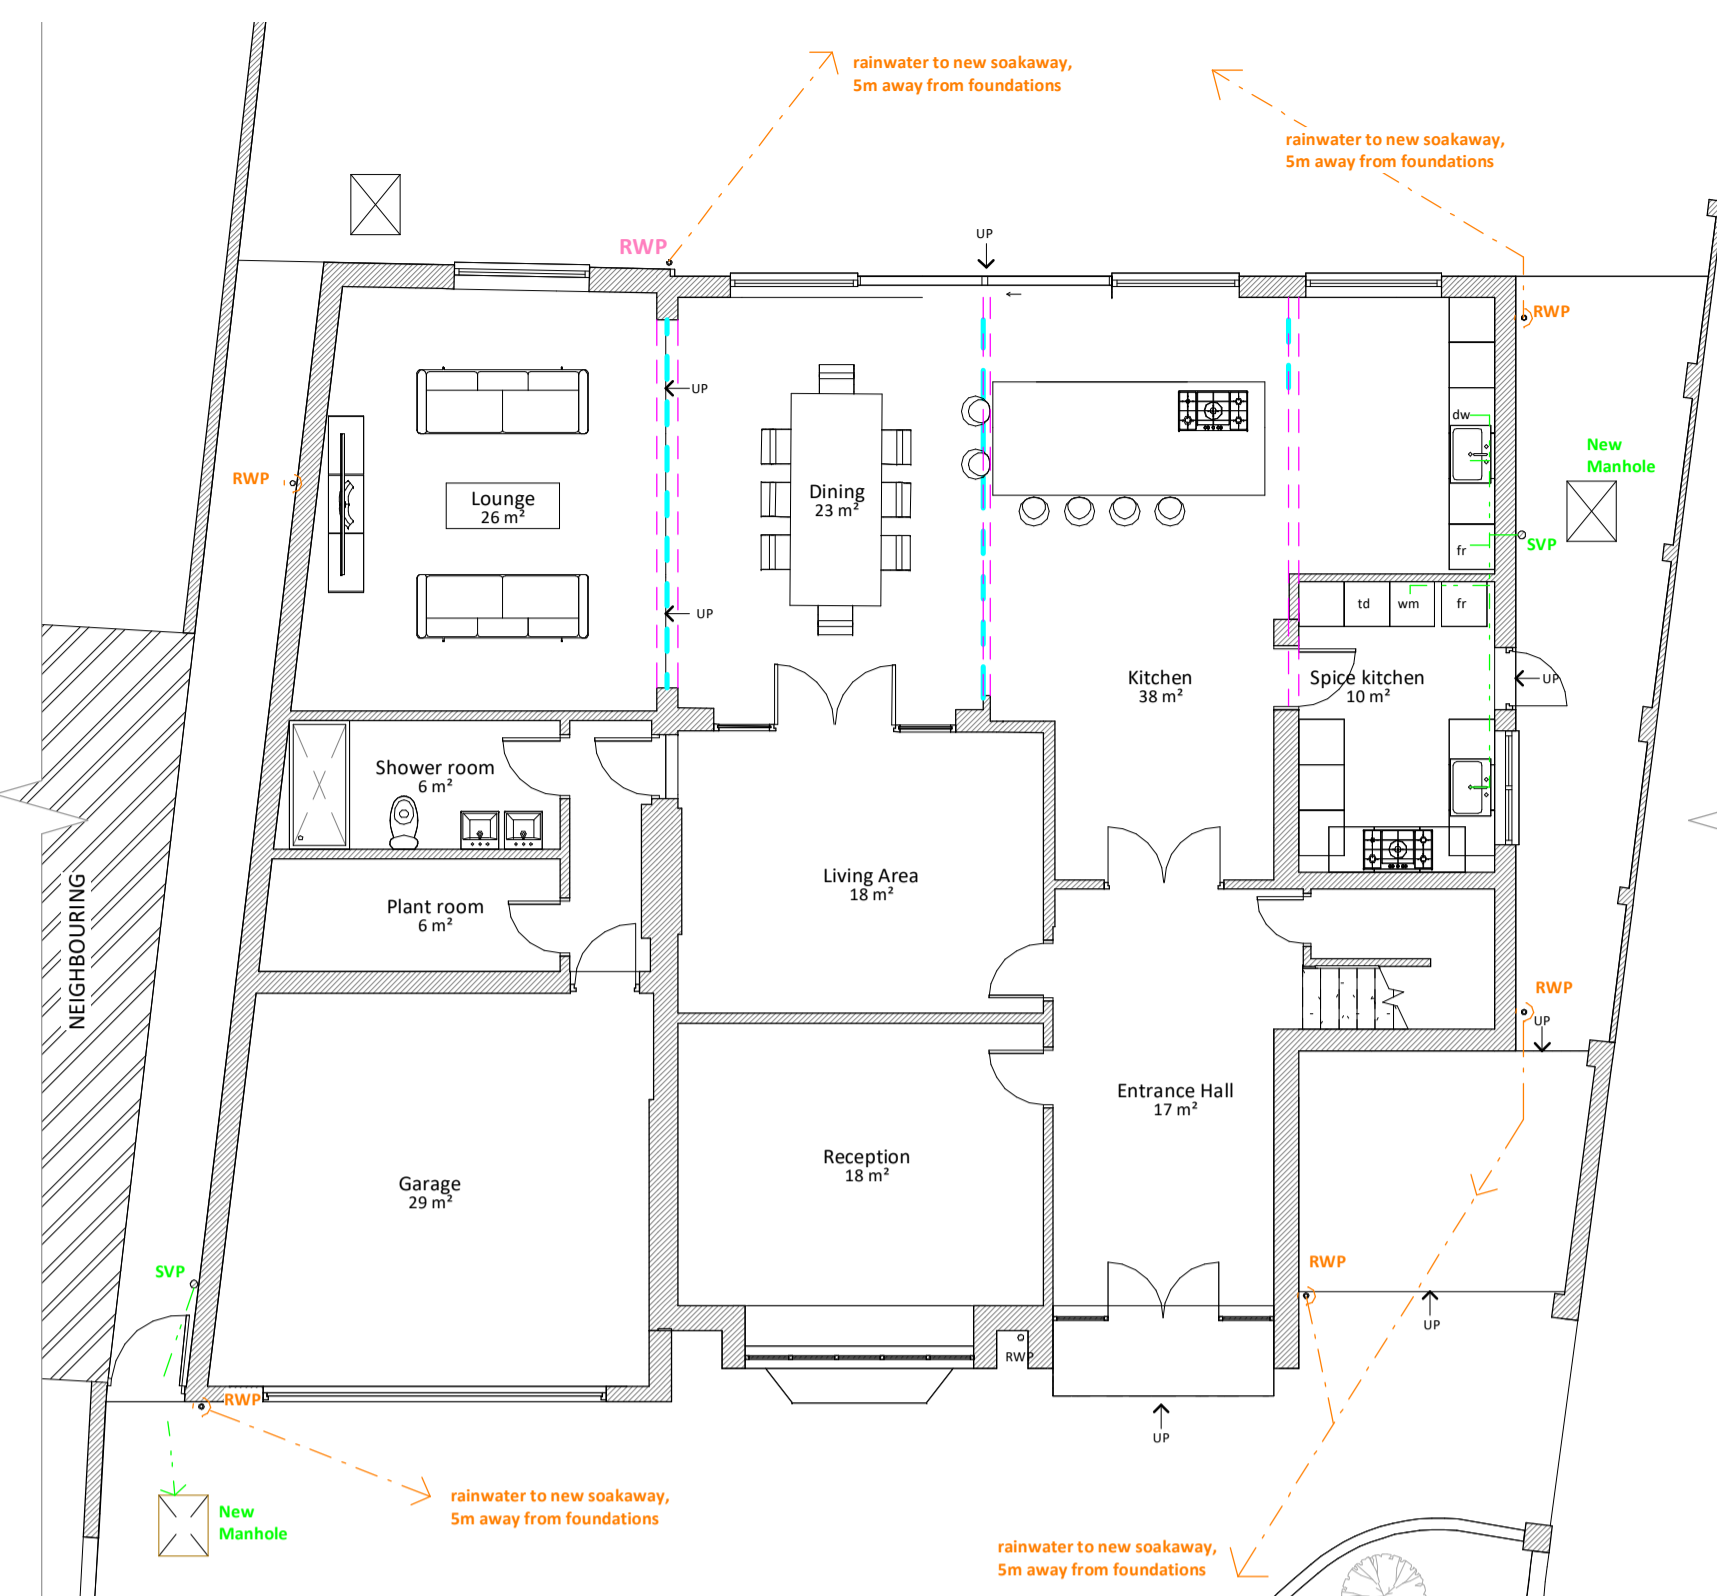 rainwater to new soakaway,
5m away from foundations
rainwater to new soakaway,
5m away from foundations
UP
RWP
RWP
UP
dw
New
Manhole
RWP
Lounge
26 m²
Dining
23 m²
SVP
fr
td
wm
fr
UP
Kitchen
38 m²
Spice kitchen
10 m²
UP
Shower room
6 m²
Living Area
18 m²
Plant room
6 m²
NEIGHBOURING
RWP
UP
Entrance Hall
17 m²
Reception
18 m²
Garage
29 m²
SVP
RWP
UP
RWP
RWP
UP
rainwater to new soakaway,
5m away from foundations
New
Manhole
rainwater to new soakaway,
5m away from foundations